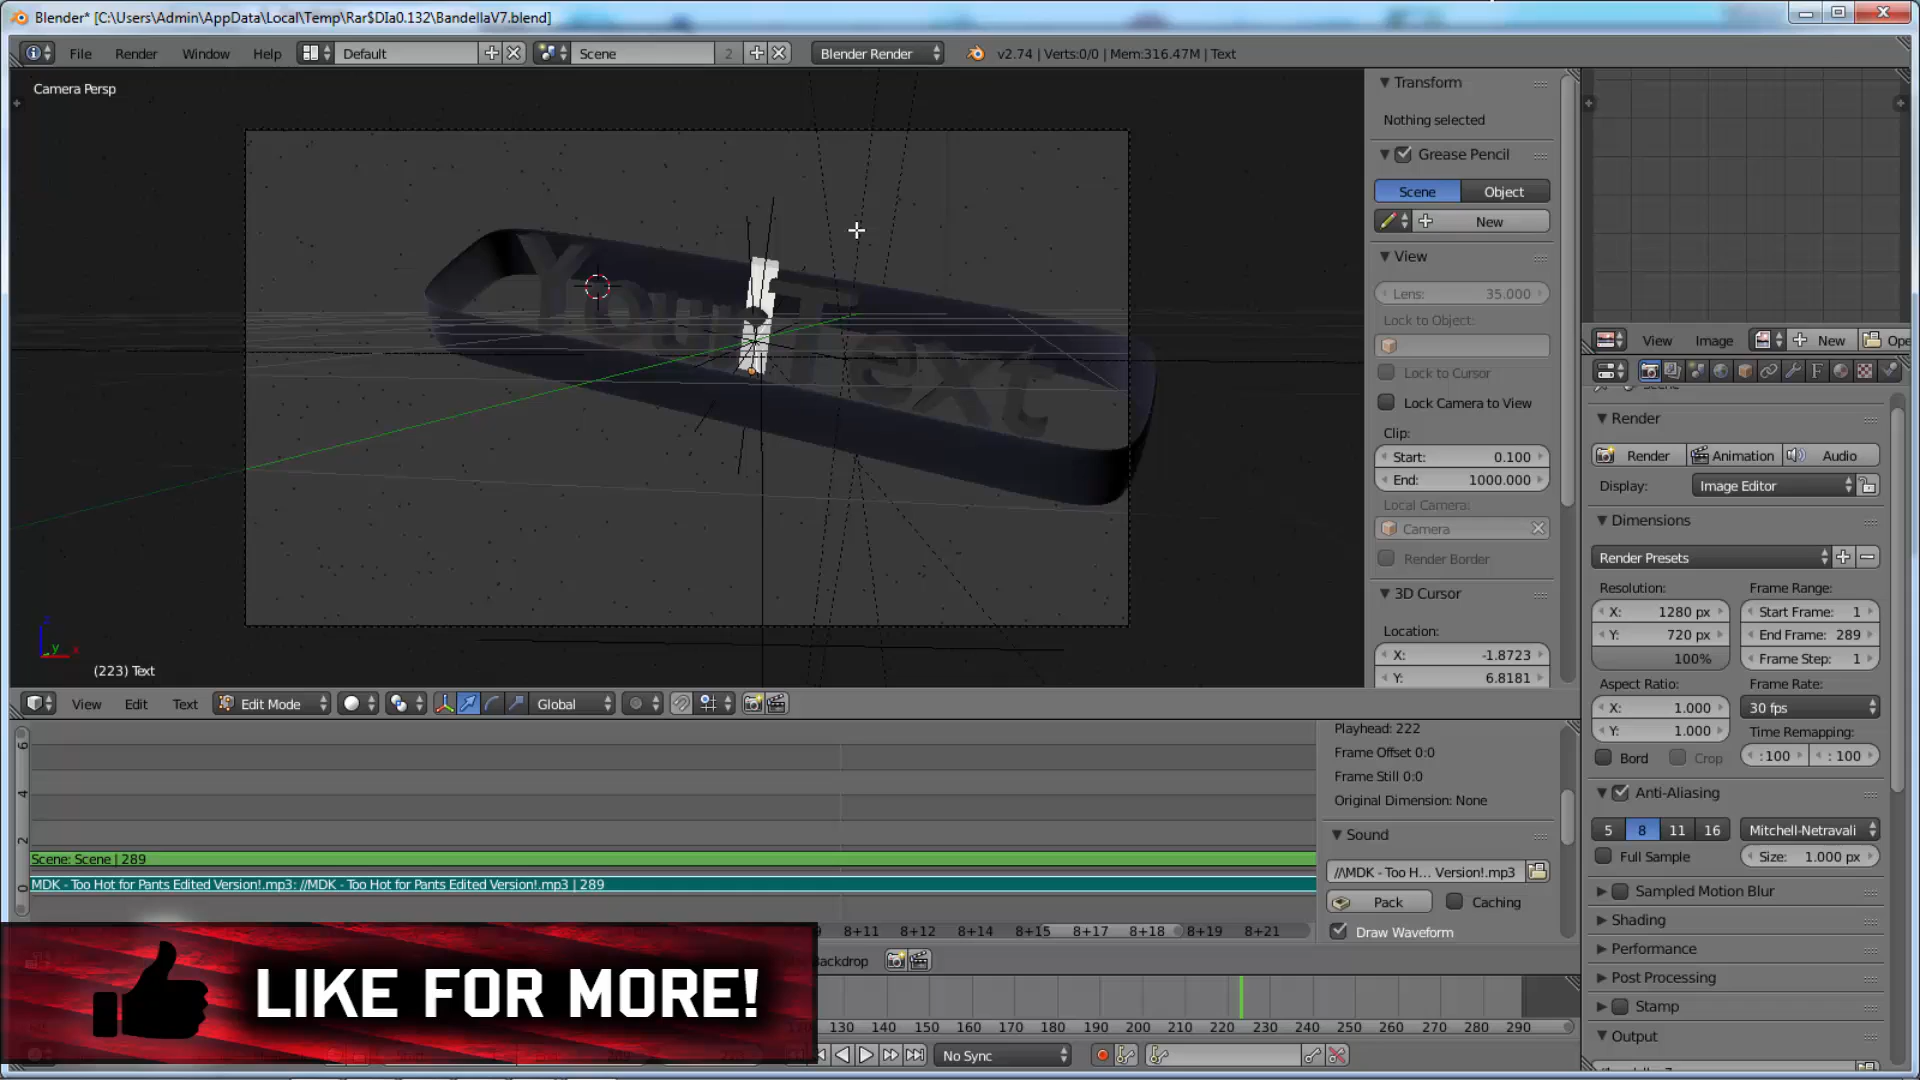 Blender* [C:\Users\Admin\AppData\Local\Temp\Rar$DIa0.132\BandellaV7.blend]
File Render Window Help Default Scene 2 Blender Render v2.74 | Verts:0/0 | Mem:316.47M | Text
Camera Persp
Your Text
(223) Text
View Edit Text Edit Mode Global
Transform
Nothing selected
Grease Pencil
Scene Object
New
View
Lens: 35.000
Lock to Object:
Lock to Cursor
Lock Camera to View
Clip:
Start: 0.100
End: 1000.000
Local Camera:
Camera
Render Border
3D Cursor
Location:
X: -1.8723
Y: 6.8181
6
4
2
0
Scene: Scene | 289
MDK - Too Hot for Pants Edited Version!.mp3: //MDK - Too Hot for Pants Edited Version!.mp3 | 289
8+11 8+12 8+14 8+15 8+17 8+18 8+19 8+21
Backdrop
Playhead: 222
Frame Offset 0:0
Frame Still 0:0
Original Dimension: None
Sound
//\MDK - Too H... Version!.mp3
Pack Caching
Draw Waveform
LIKE FOR MORE!
130 140 150 160 170 180 190 200 210 220 230 240 250 260 270 280 290
No Sync
View Image New Ope
Render
Render Animation Audio
Display: Image Editor
Dimensions
Render Presets
Resolution: Frame Range:
X: 1280 px Start Frame: 1
Y: 720 px End Frame: 289
100% Frame Step: 1
Aspect Ratio: Frame Rate:
X: 1.000 30 fps
Y: 1.000 Time Remapping:
Bord Crop :100 : 100
Anti-Aliasing
5 8 11 16 Mitchell-Netravali
Full Sample Size: 1.000 px
Sampled Motion Blur
Shading
Performance
Post Processing
Stamp
Output